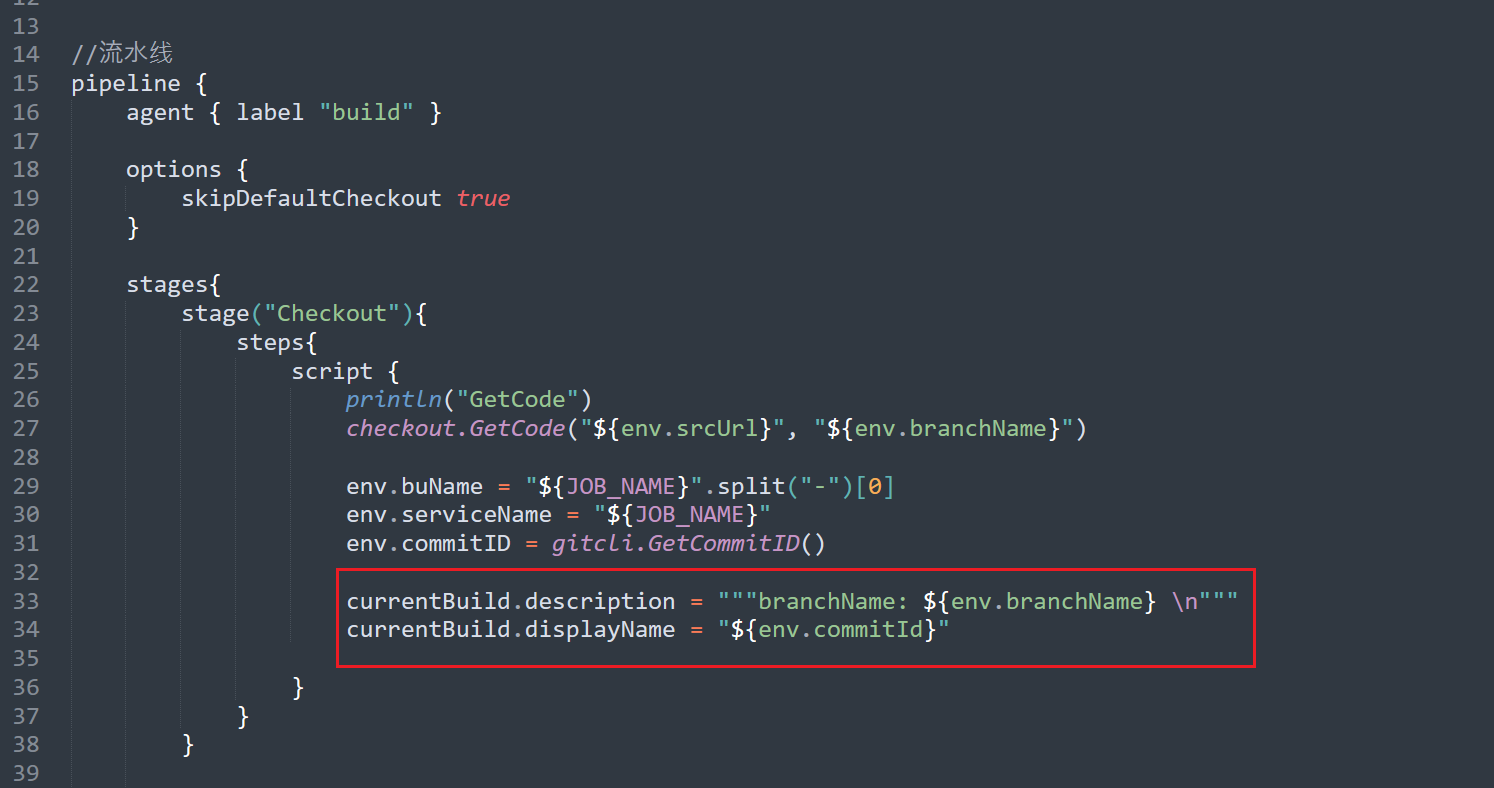 12
13
14 //流水线
15 pipeline {
16 agent { label "build" }
17
18 options {
19 skipDefaultCheckout true
20 }
21
22 stages{
23 stage("Checkout"){
24 steps{
25 script {
26 println("GetCode")
27 checkout.GetCode("${env.srcUrl}", "${env.branchName}")
28
29 env.buName = "${JOB_NAME}".split("-")[0]
30 env.serviceName = "${JOB_NAME}"
31 env.commitID = gitcli.GetCommitID()
32
33 currentBuild.description = """branchName: ${env.branchName} \n"""
34 currentBuild.displayName = "${env.commitId}"
35
36 }
37 }
38 }
39